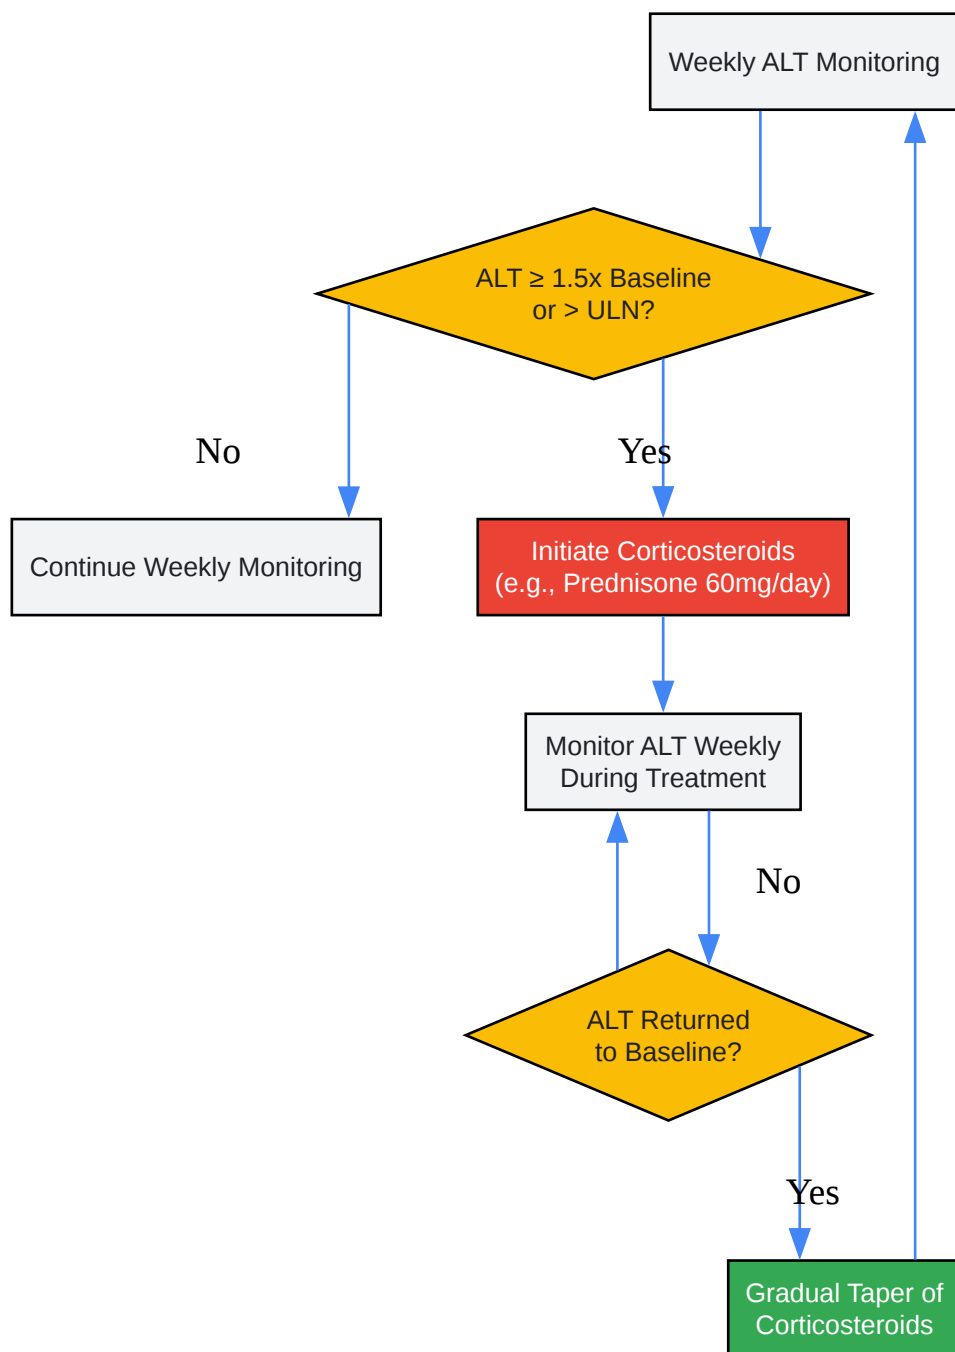 Weekly ALT Monitoring
ALT ≥ 1.5x Baseline
or > ULN?
No
Yes
Continue Weekly Monitoring
Initiate Corticosteroids
(e.g., Prednisone 60mg/day)
Monitor ALT Weekly
During Treatment
No
ALT Returned
to Baseline?
Yes
Gradual Taper of
Corticosteroids